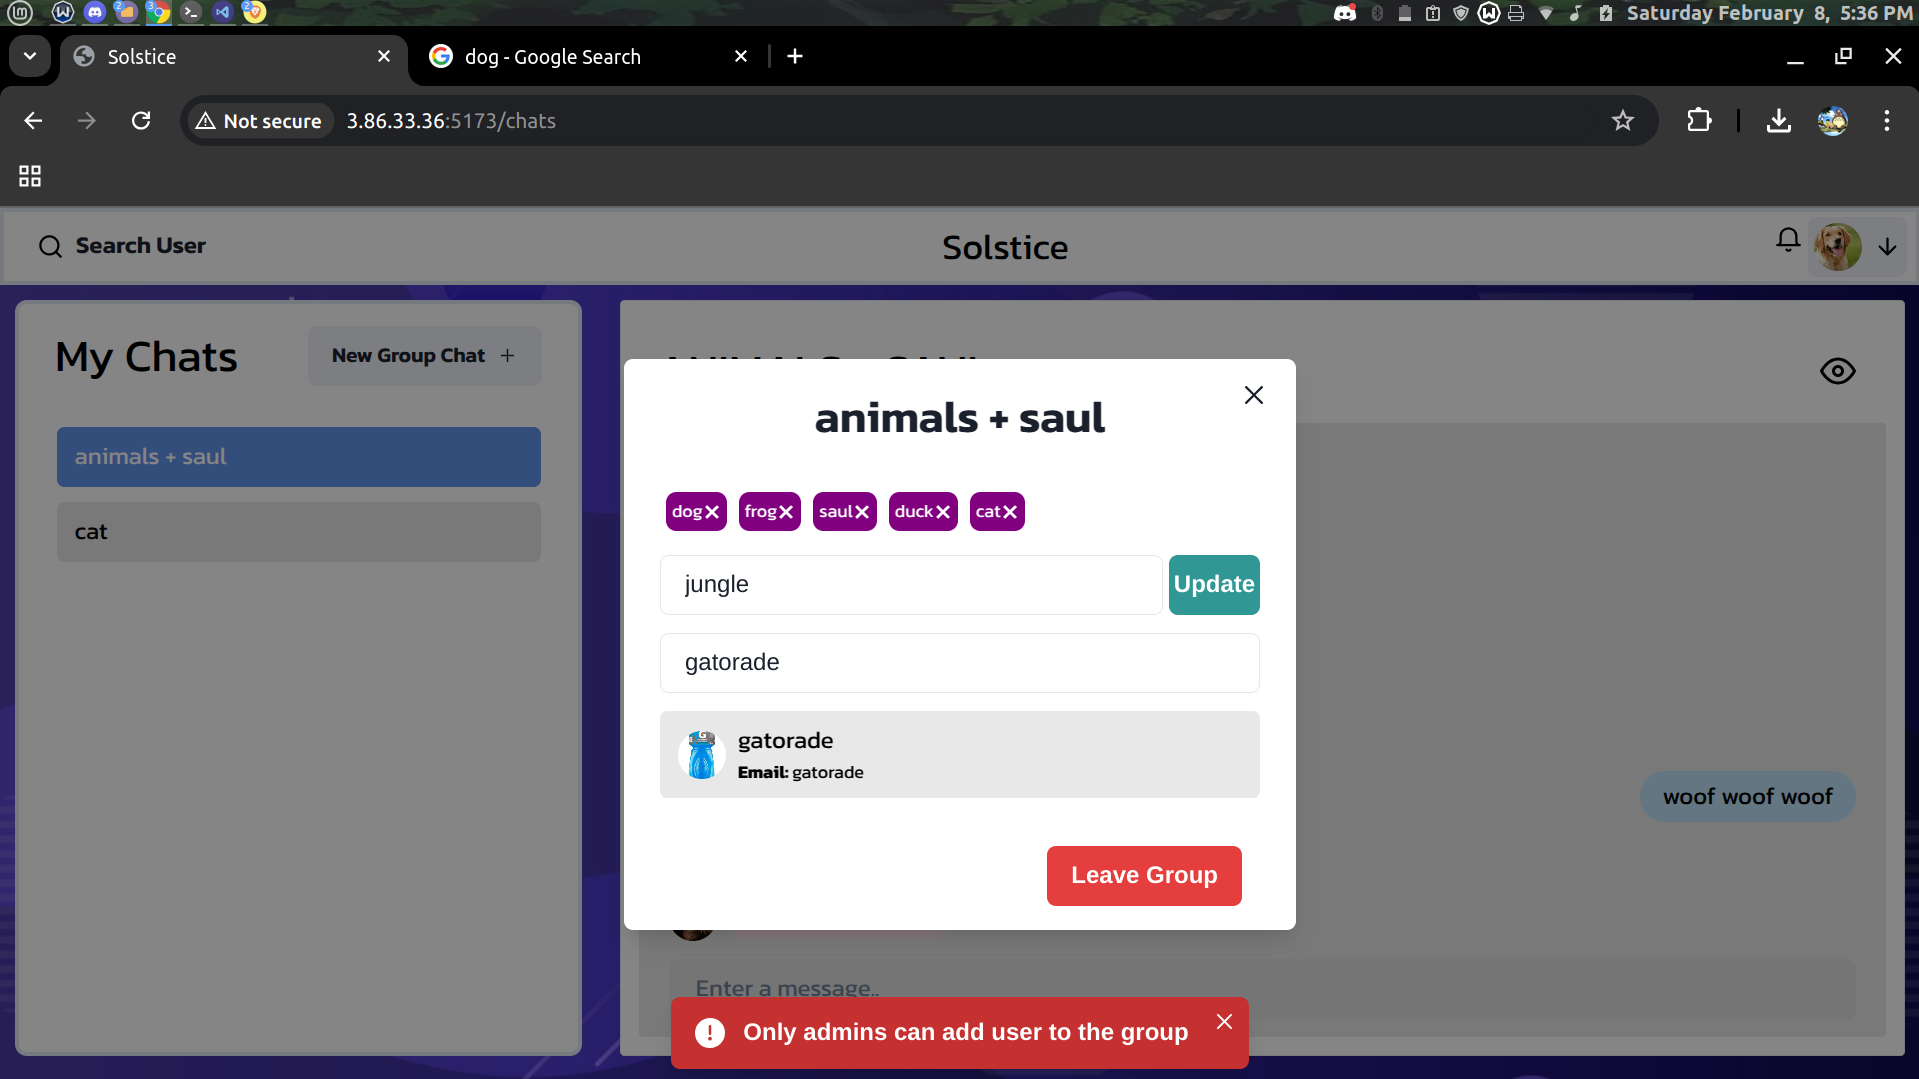 Saturday February 8, 5:36 PM
Solstice
dog - Google Search
Not secure
3.86.33.36:5173/chats
Search User
Solstice
My Chats
New Group Chat +
animals + saul
cat
animals + saul
dog
frog
saul
duck
cat
jungle
Update
gatorade
gatorade
Email: gatorade
woof woof woof
Leave Group
Enter a message..
Only admins can add user to the group